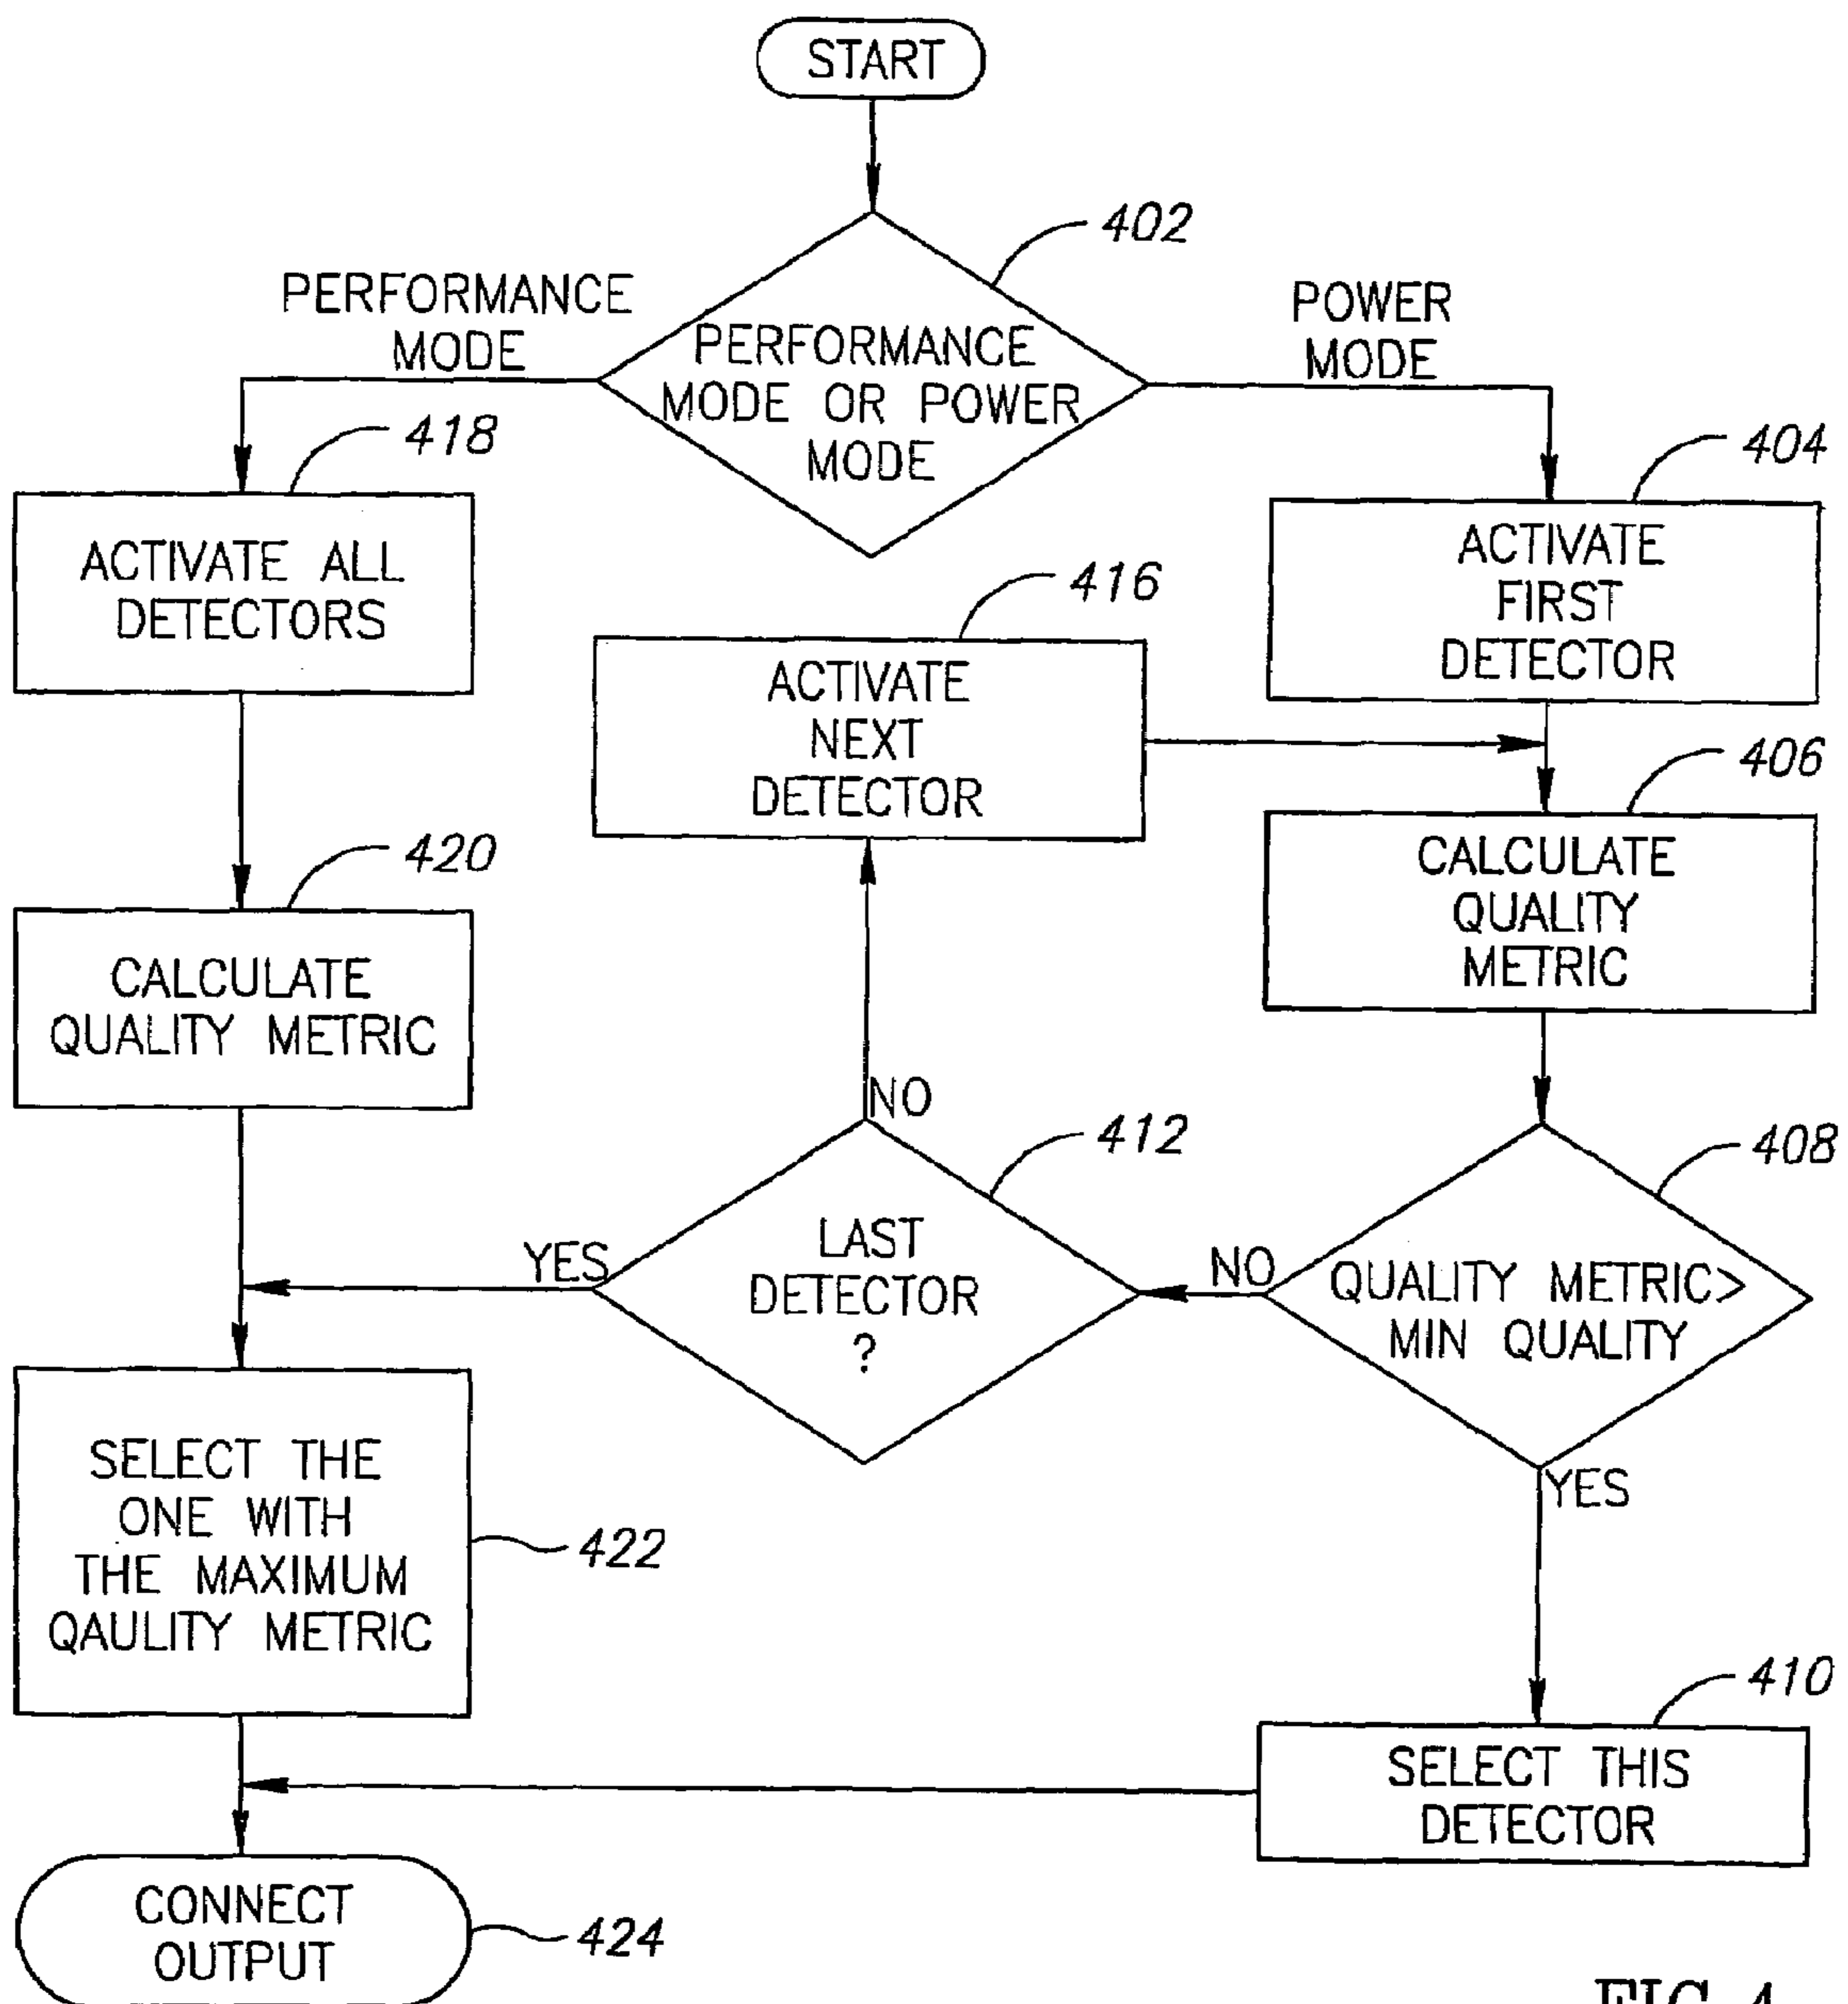 START
402
PERFORMANCE
MODE
PERFORMANCE
MODE OR POWER
MODE
POWER
MODE
418
ACTIVATE ALL
DETECTORS
404
ACTIVATE
FIRST
DETECTOR
416
ACTIVATE
NEXT
DETECTOR
406
CALCULATE
QUALITY
METRIC
420
CALCULATE
QUALITY METRIC
NO
412
LAST
DETECTOR
?
YES
NO
408
QUALITY METRIC>
MIN QUALITY
YES
SELECT THE
ONE WITH
THE MAXIMUM
QAULITY METRIC
422
410
SELECT THIS
DETECTOR
CONNECT
OUTPUT
424
FIG. 4